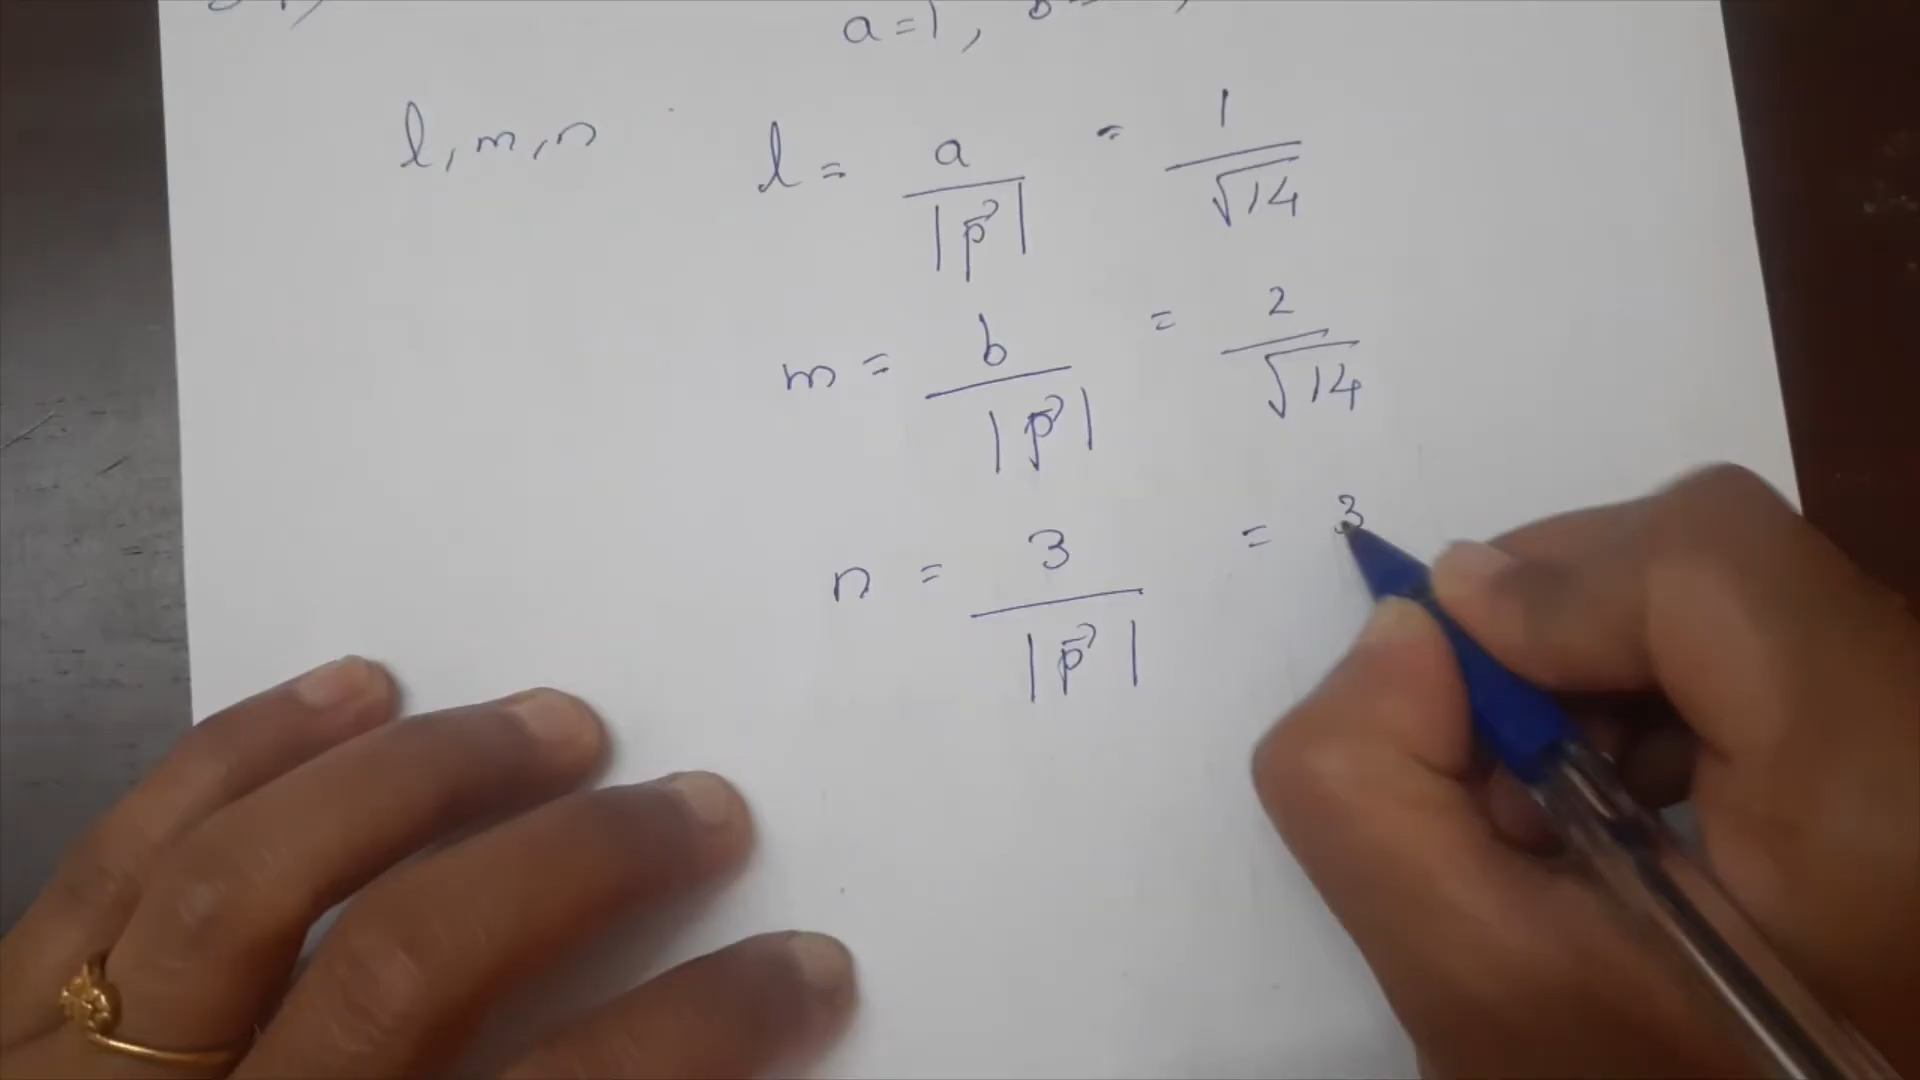 a = 1,
l, m, n l = a / |p⃗| = 1 / √14
m = b / |p⃗| = 2 / √14
n = 3 / |p⃗| = 3